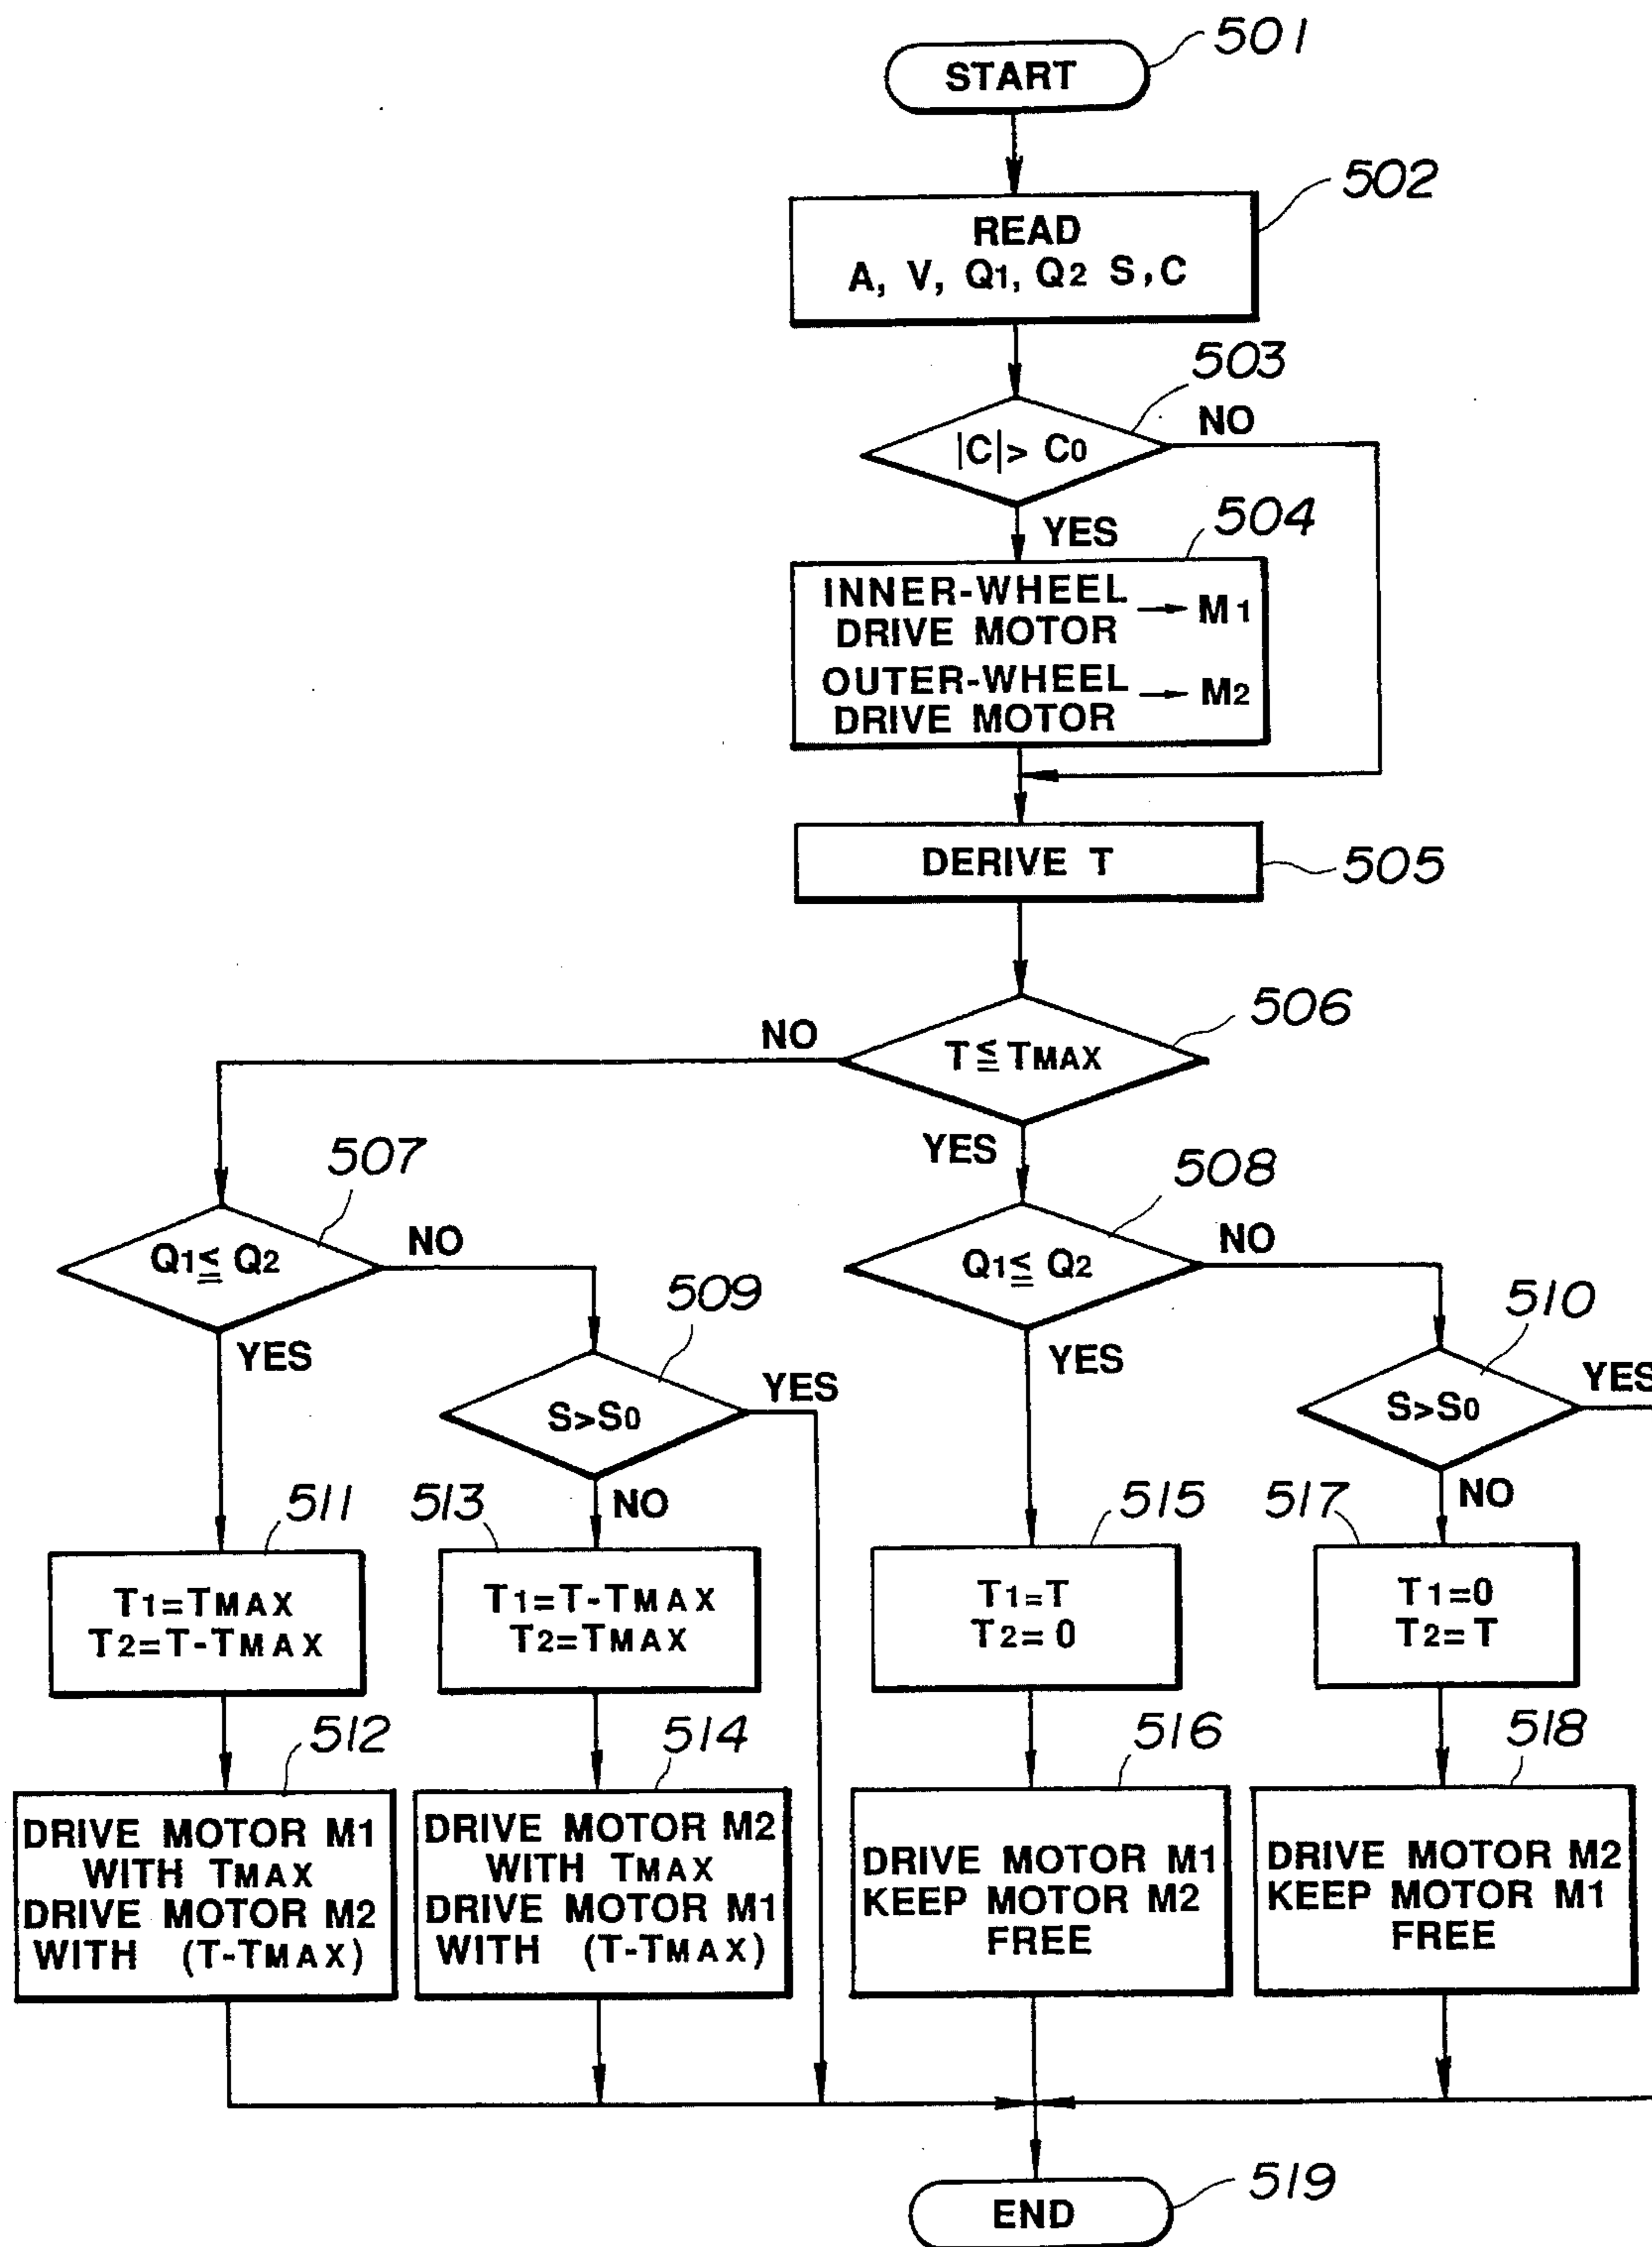 501
START
502
READ
A, V, Q1, Q2 S, C
503
|C|> C0
NO
YES
504
INNER-WHEEL
DRIVE MOTOR → M1
OUTER-WHEEL
DRIVE MOTOR → M2
DERIVE T
505
506
T≦TMAX
NO
YES
507
Q1≦Q2
NO
YES
508
Q1≦Q2
NO
YES
509
S>S0
YES
NO
510
S>S0
YES
NO
511
T1=TMAX
T2=T-TMAX
513
T1=T-TMAX
T2=TMAX
515
T1=T
T2=0
517
T1=0
T2=T
512
DRIVE MOTOR M1
WITH TMAX
DRIVE MOTOR M2
WITH (T-TMAX)
514
DRIVE MOTOR M2
WITH TMAX
DRIVE MOTOR M1
WITH (T-TMAX)
516
DRIVE MOTOR M1
KEEP MOTOR M2
FREE
518
DRIVE MOTOR M2
KEEP MOTOR M1
FREE
519
END